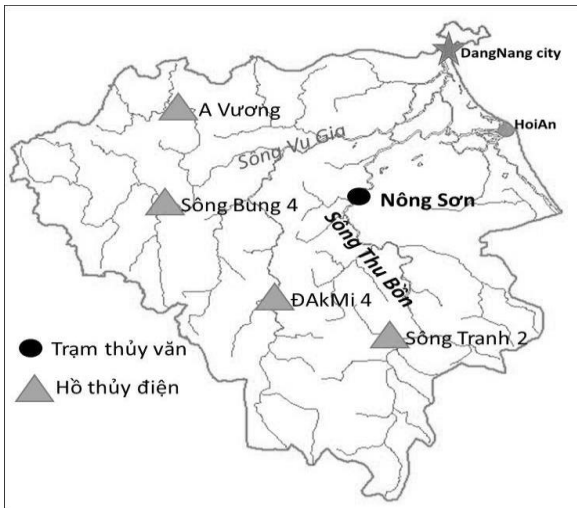 DangNang city
A Vương
HoiAn
Sông Vu Gia
Sông Bung 4
Nông Sơn
Sông Thu Bồn
ĐAkMi 4
Sông Tranh 2
Trạm thủy văn
Hồ thủy điện